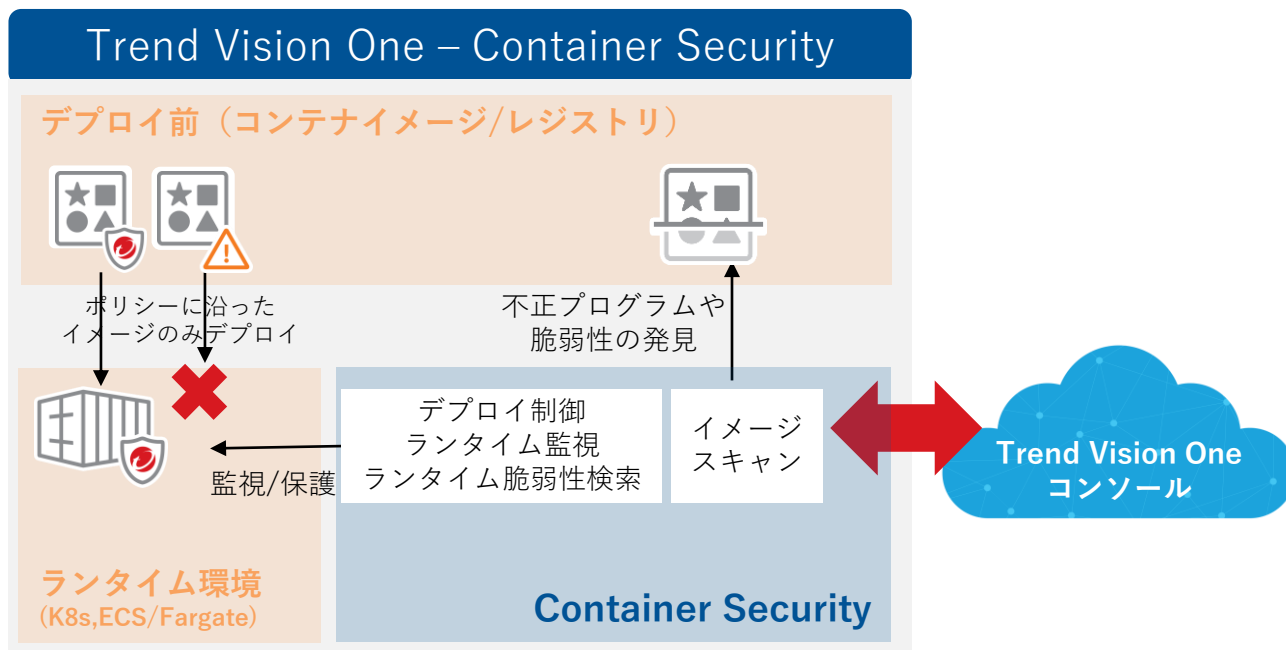 Trend Vision One – Container Security
デプロイ前（コンテナイメージ/レジストリ）
ポリシーに沿った
イメージのみデプロイ
不正プログラムや
脆弱性の発見
デプロイ制御
ランタイム監視
ランタイム脆弱性検索
イメージ
スキャン
監視/保護
Trend Vision One
コンソール
ランタイム環境
(K8s,ECS/Fargate)
Container Security